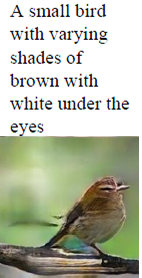 A small bird
with varying
shades of
brown with
white under the
eyes